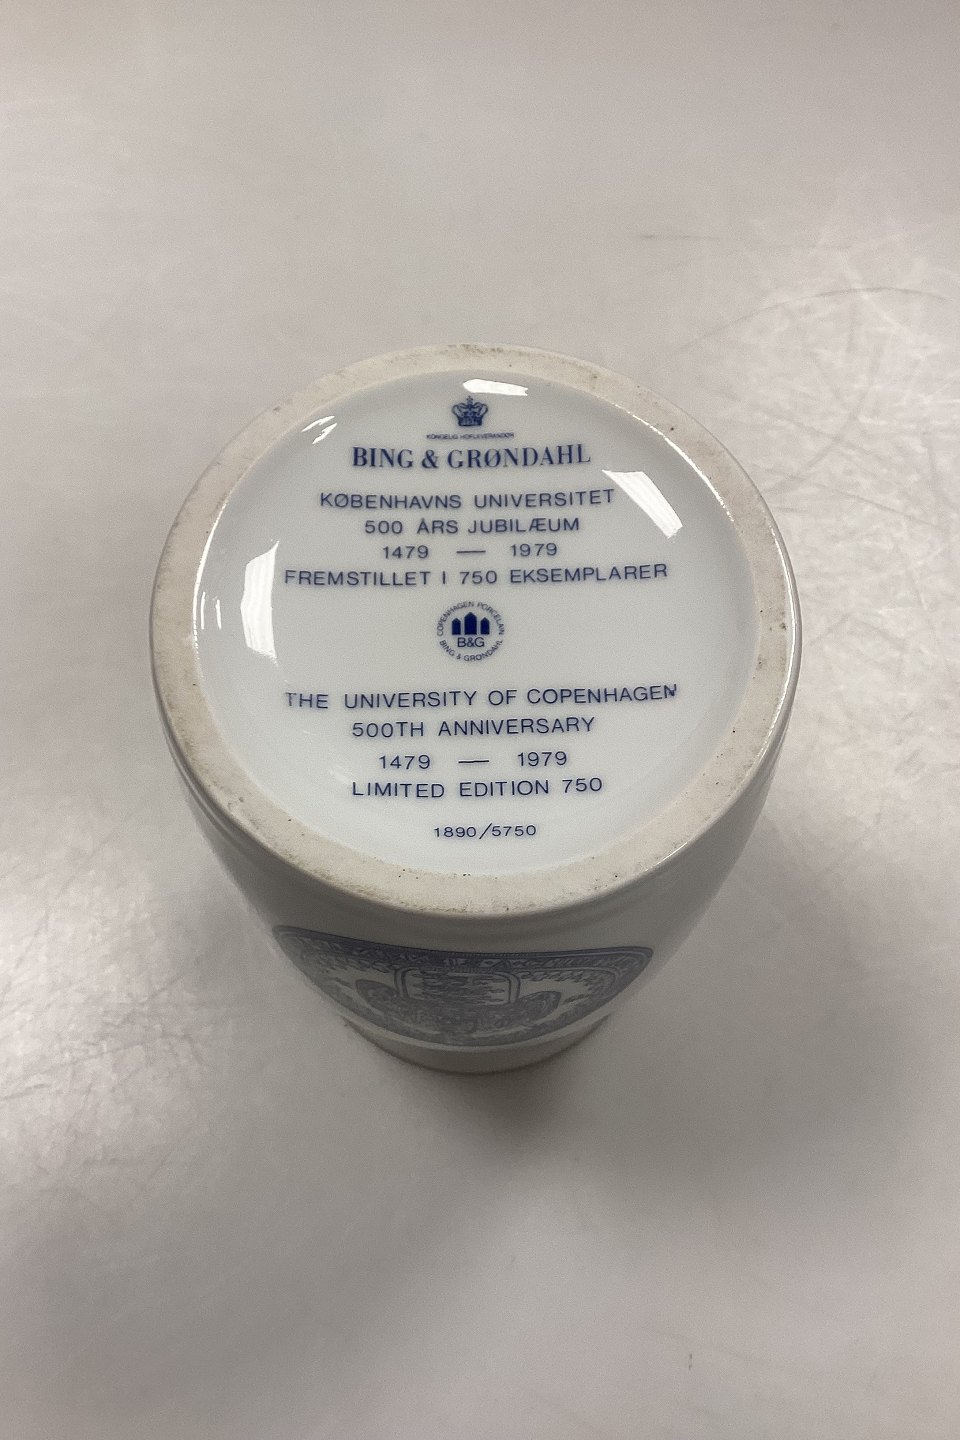 KONGELIG HOFLEVERANDØR
BING & GRØNDAHL
KØBENHAVNS UNIVERSITET
500 ÅRS JUBILÆUM
1479 — 1979
FREMSTILLET I 750 EKSEMPLARER
COPENHAGEN PORCELAIN
B&G
BING & GRØNDAHL
THE UNIVERSITY OF COPENHAGEN
500TH ANNIVERSARY
1479 — 1979
LIMITED EDITION 750
1890/5750